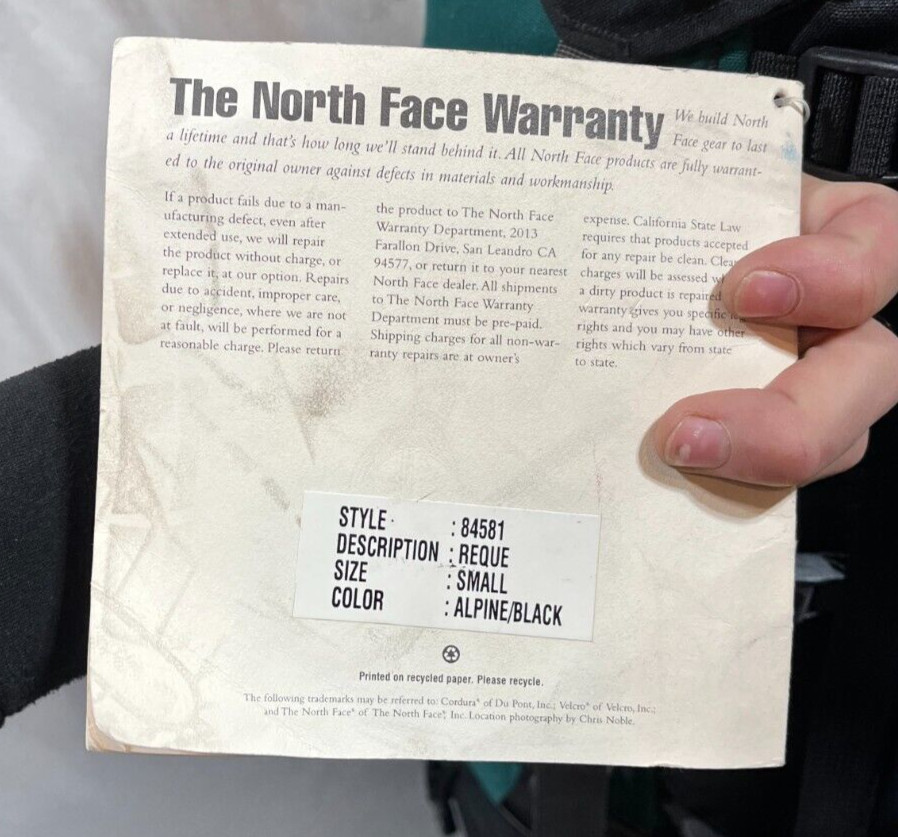 The North Face Warranty We build North
Face gear to last
a lifetime and that's how long we'll stand behind it. All North Face products are fully warrant-
ed to the original owner against defects in materials and workmanship.
If a product fails due to a man-
ufacturing defect, even after
extended use, we will repair
the product without charge, or
replace it, at our option. Repairs
due to accident, improper care,
or negligence, where we are not
at fault, will be performed for a
reasonable charge. Please return
the product to The North Face
Warranty Department, 2013
Farallon Drive, San Leandro CA
94577, or return it to your nearest
North Face dealer. All shipments
to The North Face Warranty
Department must be pre-paid.
Shipping charges for all non-war-
ranty repairs are at owner's
expense. California State Law
requires that products accepted
for any repair be clean.
charges will be assessed
a dirty product is repaired
warranty gives you specific
rights and you may have other
rights which vary from state
to state.
STYLE : 84581
DESCRIPTION : REQUE
SIZE : SMALL
COLOR : ALPINE/BLACK
Printed on recycled paper. Please recycle.
The following trademarks may be referred to: Cordura® of Du Pont, Inc.; Velcro® of Velcro, Inc.;
and The North Face® of The North Face®, Inc. Location photography by Chris Noble.